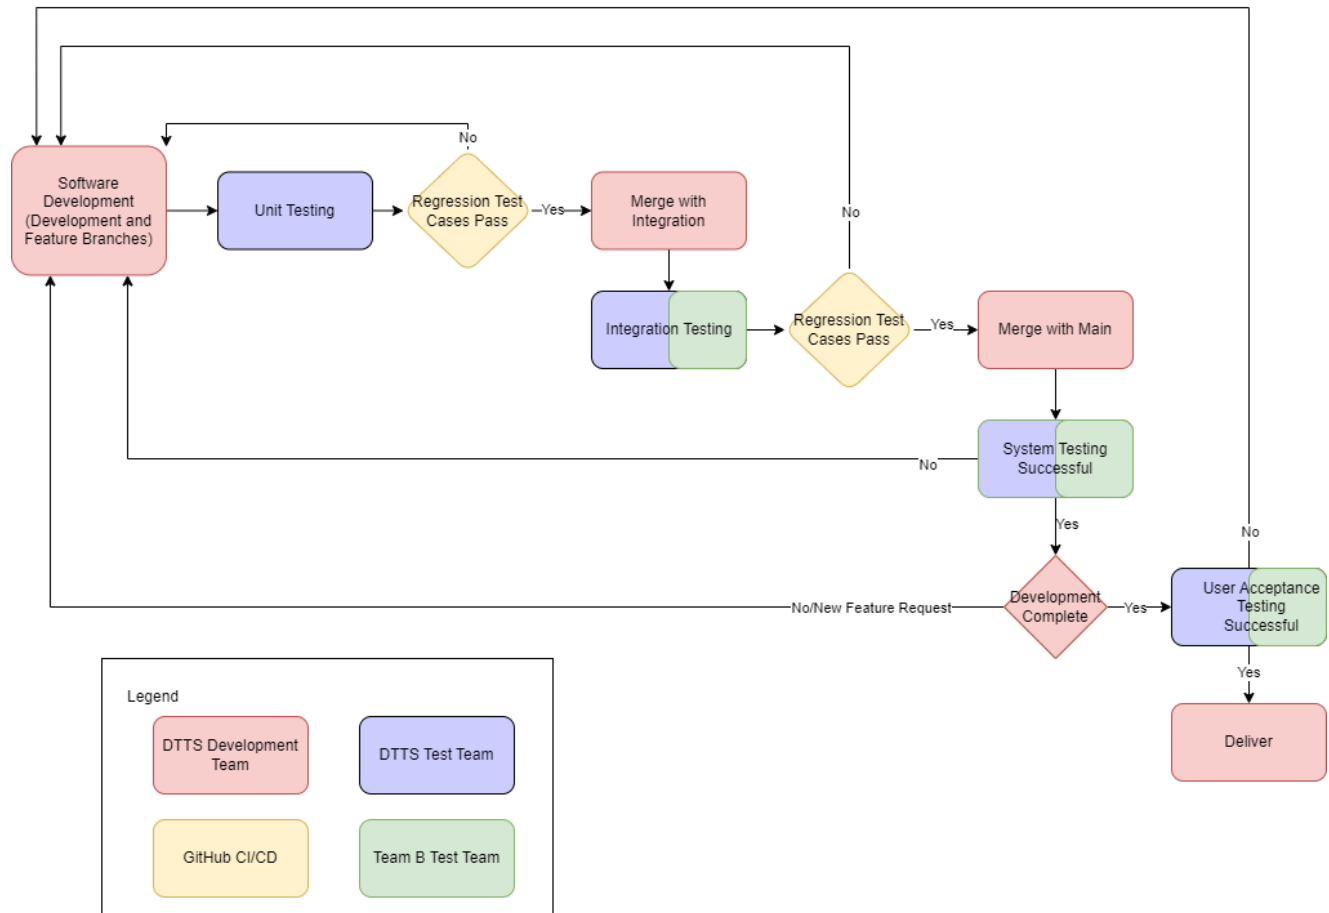 No
Software
Development
(Development and
Feature Branches)
Unit Testing
Regression Test
Cases Pass
Yes
Merge with
Integration
No
Integration Testing
Regression Test
Cases Pass
Yes
Merge with Main
No
System Testing
Successful
Yes
No
No/New Feature Request
Development
Complete
Yes
User Acceptance
Testing
Successful
Yes
Deliver
Legend
DTTS Development
Team
DTTS Test Team
GitHub CI/CD
Team B Test Team